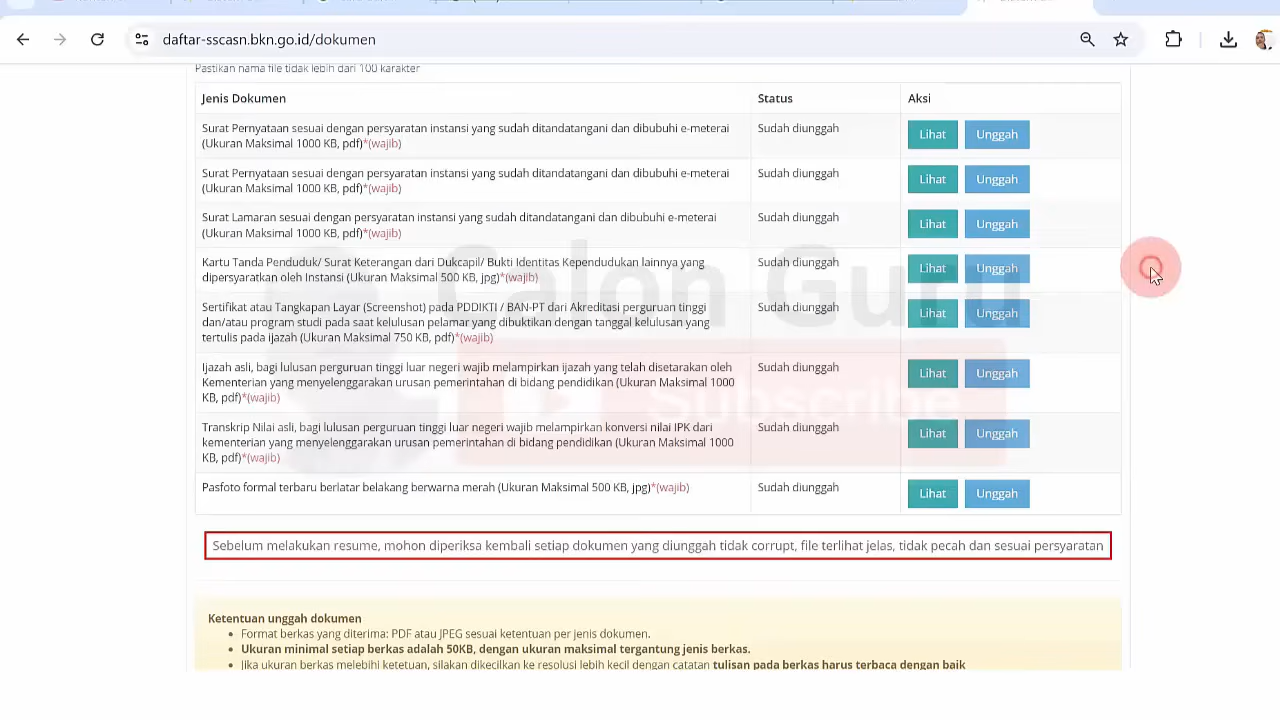 daftar-sscasn.bkn.go.id/dokumen
Pastikan nama file tidak lebih dari 100 karakter
Jenis Dokumen Status Aksi
Surat Pernyataan sesuai dengan persyaratan instansi yang sudah ditandatangani dan dibubuhi e-meterai Sudah diunggah Lihat Unggah
(Ukuran Maksimal 1000 KB, pdf)*(wajib)
Surat Pernyataan sesuai dengan persyaratan instansi yang sudah ditandatangani dan dibubuhi e-meterai Sudah diunggah Lihat Unggah
(Ukuran Maksimal 1000 KB, pdf)*(wajib)
Surat Lamaran sesuai dengan persyaratan instansi yang sudah ditandatangani dan dibubuhi e-meterai Sudah diunggah Lihat Unggah
(Ukuran Maksimal 1000 KB, pdf)*(wajib)
Kartu Tanda Penduduk/ Surat Keterangan dari Dukcapil/ Bukti Identitas Kependudukan lainnya yang Sudah diunggah Lihat Unggah
dipersyaratkan oleh Instansi (Ukuran Maksimal 500 KB, jpg)*(wajib)
Calon Guru
Sertifikat atau Tangkapan Layar (Screenshot) pada PDDIKTI / BAN-PT dari Akreditasi perguruan tinggi Sudah diunggah Lihat Unggah
dan/atau program studi pada saat kelulusan pelamar yang dibuktikan dengan tanggal kelulusan yang
tertulis pada ijazah (Ukuran Maksimal 750 KB, pdf)*(wajib)
Ijazah asli, bagi lulusan perguruan tinggi luar negeri wajib melampirkan ijazah yang telah disetarakan oleh Sudah diunggah Lihat Unggah
Kementerian yang menyelenggarakan urusan pemerintahan di bidang pendidikan (Ukuran Maksimal 1000
KB, pdf)*(wajib)
Subscribe
Transkrip Nilai asli, bagi lulusan perguruan tinggi luar negeri wajib melampirkan konversi nilai IPK dari Sudah diunggah Lihat Unggah
kementerian yang menyelenggarakan urusan pemerintahan di bidang pendidikan (Ukuran Maksimal 1000
KB, pdf)*(wajib)
Pasfoto formal terbaru berlatar belakang berwarna merah (Ukuran Maksimal 500 KB, jpg)*(wajib) Sudah diunggah Lihat Unggah
Sebelum melakukan resume, mohon diperiksa kembali setiap dokumen yang diunggah tidak corrupt, file terlihat jelas, tidak pecah dan sesuai persyaratan
Ketentuan unggah dokumen
Format berkas yang diterima: PDF atau JPEG sesuai ketentuan per jenis dokumen.
Ukuran minimal setiap berkas adalah 50KB, dengan ukuran maksimal tergantung jenis berkas.
Jika ukuran berkas melebihi ketetuan, silakan dikecilkan ke resolusi lebih kecil dengan catatan tulisan pada berkas harus terbaca dengan baik